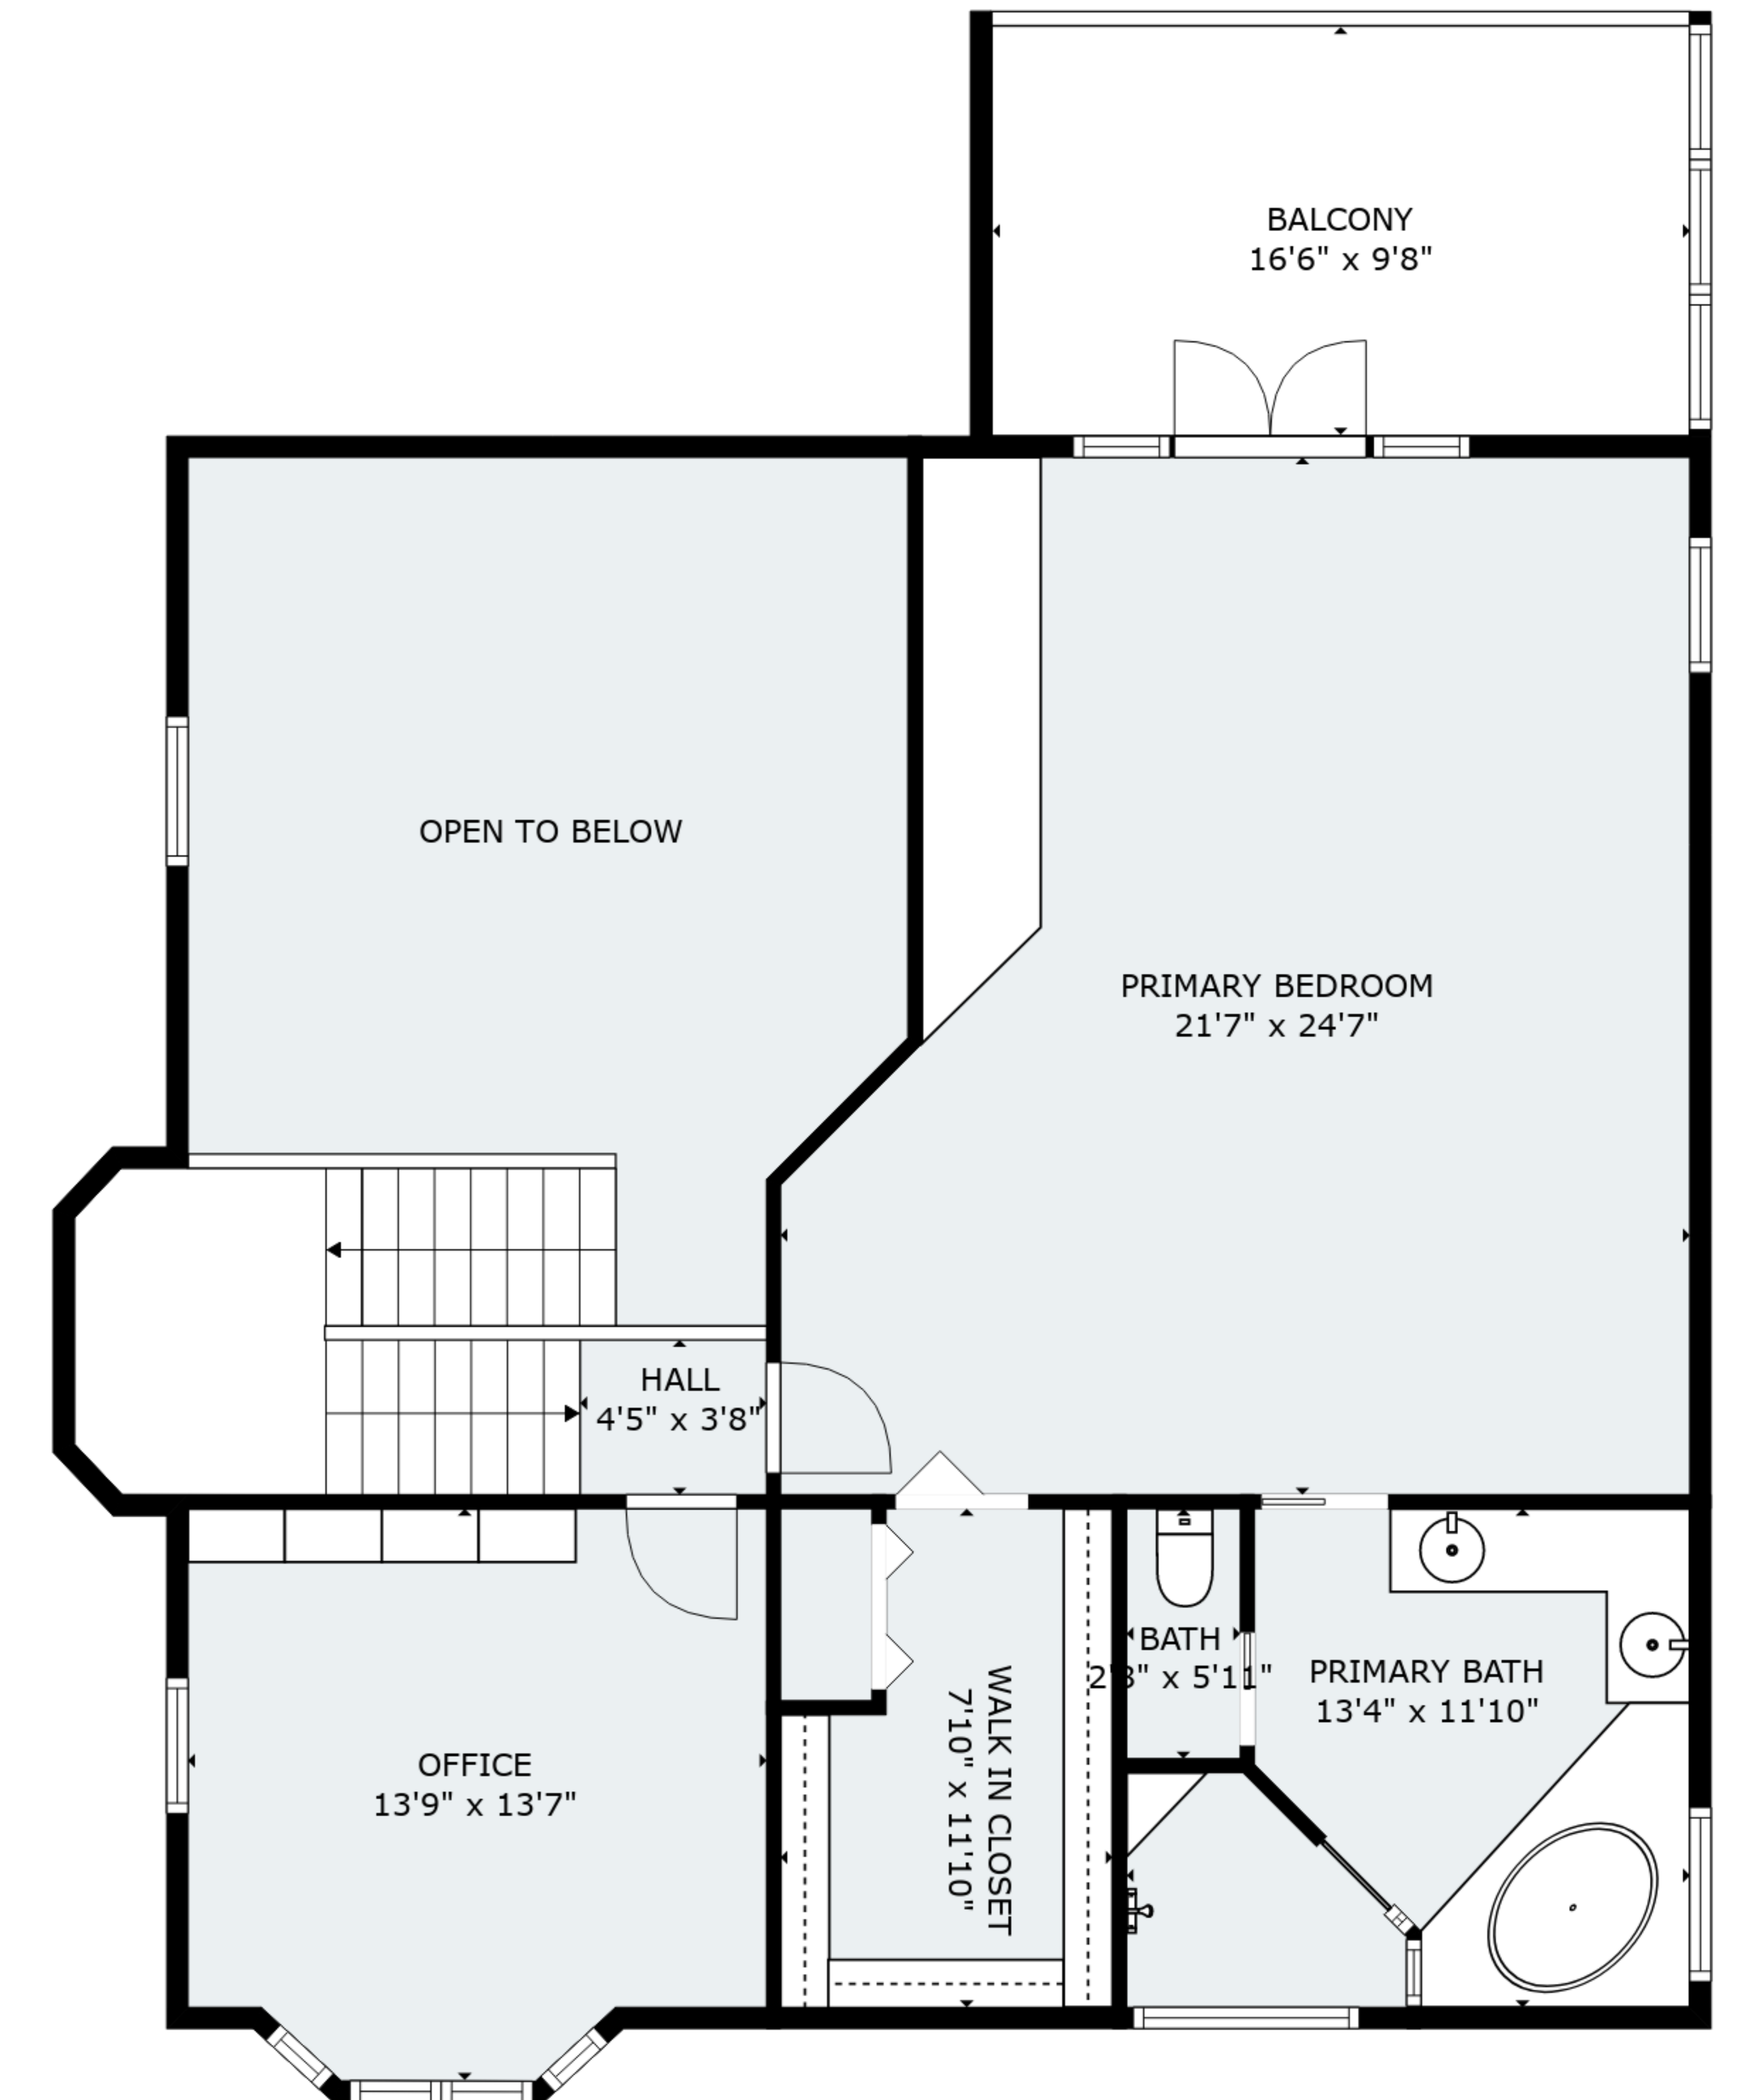 BALCONY
16'6" x 9'8"
OPEN TO BELOW
PRIMARY BEDROOM
21'7" x 24'7"
HALL
4'5" x 3'8"
BATH
2'8" x 5'11"
PRIMARY BATH
13'4" x 11'10"
WALK IN CLOSET
7'10" x 11'10"
OFFICE
13'9" x 13'7"